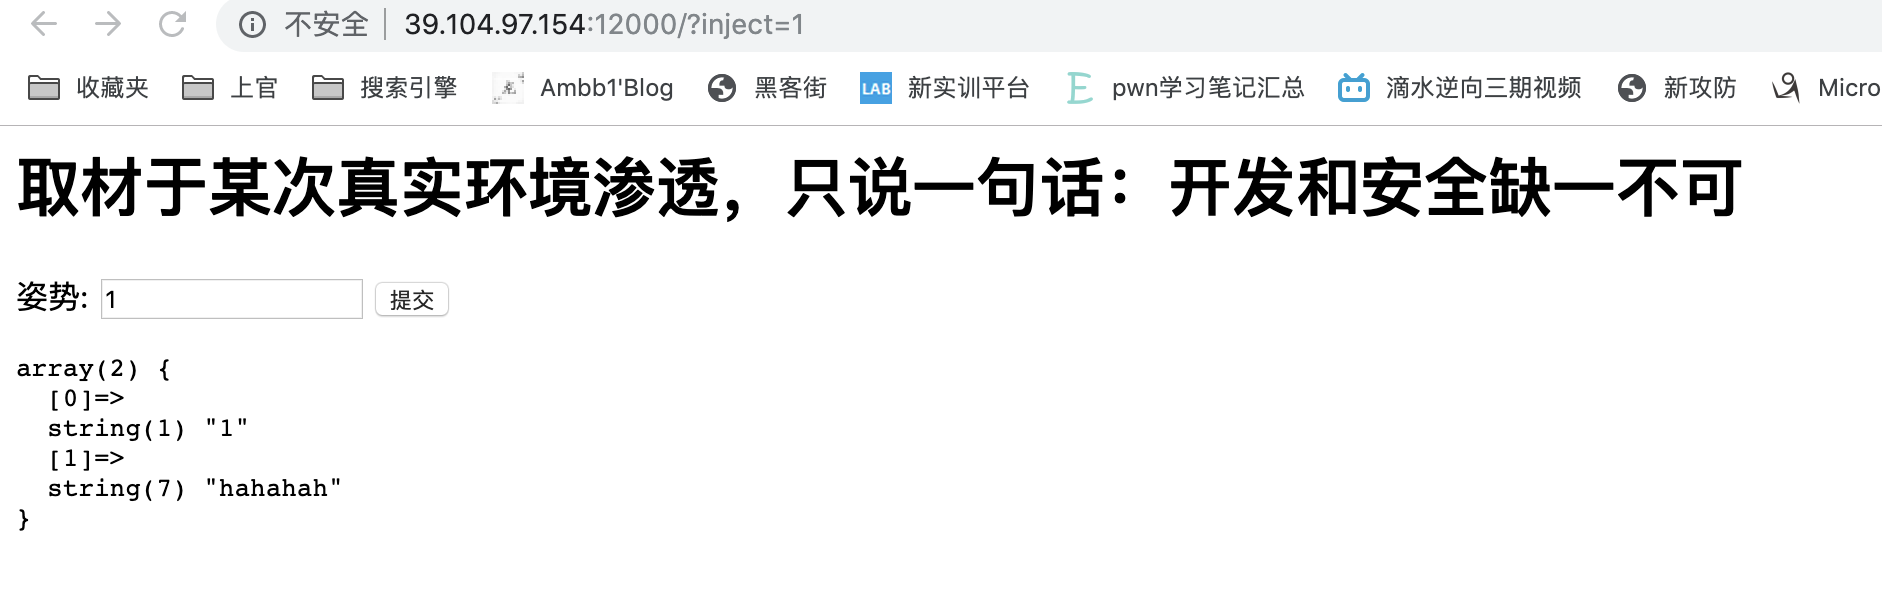 不安全 39.104.97.154:12000/?inject=1
收藏夹 上官 搜索引擎 Ambb1'Blog 黑客街 LAB 新实训平台 pwn学习笔记汇总 滴水逆向三期视频 新攻防 Micro
取材于某次真实环境渗透，只说一句话：开发和安全缺一不可
姿势: 1 提交
array(2) {
  [0]=>
  string(1) "1"
  [1]=>
  string(7) "hahahah"
}